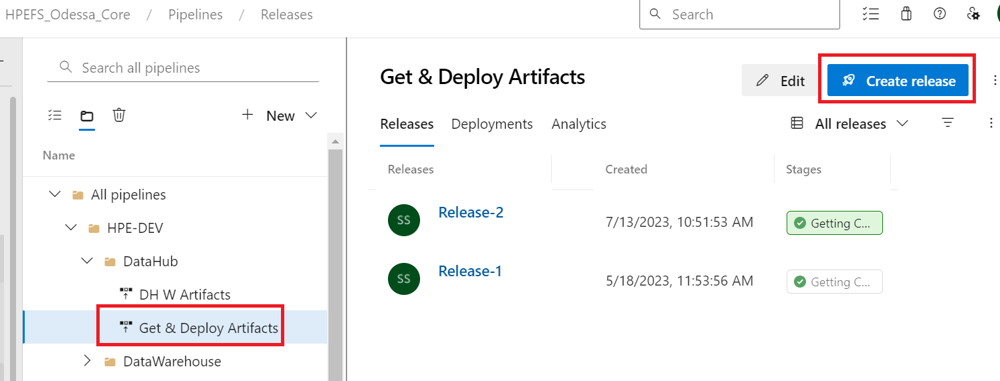 HPEFS_Odessa_Core / Pipelines / Releases
Search
Search all pipelines
New
Name
All pipelines
HPE-DEV
DataHub
DH W Artifacts
Get & Deploy Artifacts
DataWarehouse
Get & Deploy Artifacts
Edit
Create release
Releases Deployments Analytics
All releases
Releases Created Stages
SS Release-2 7/13/2023, 10:51:53 AM Getting C...
SS Release-1 5/18/2023, 11:53:56 AM Getting C...